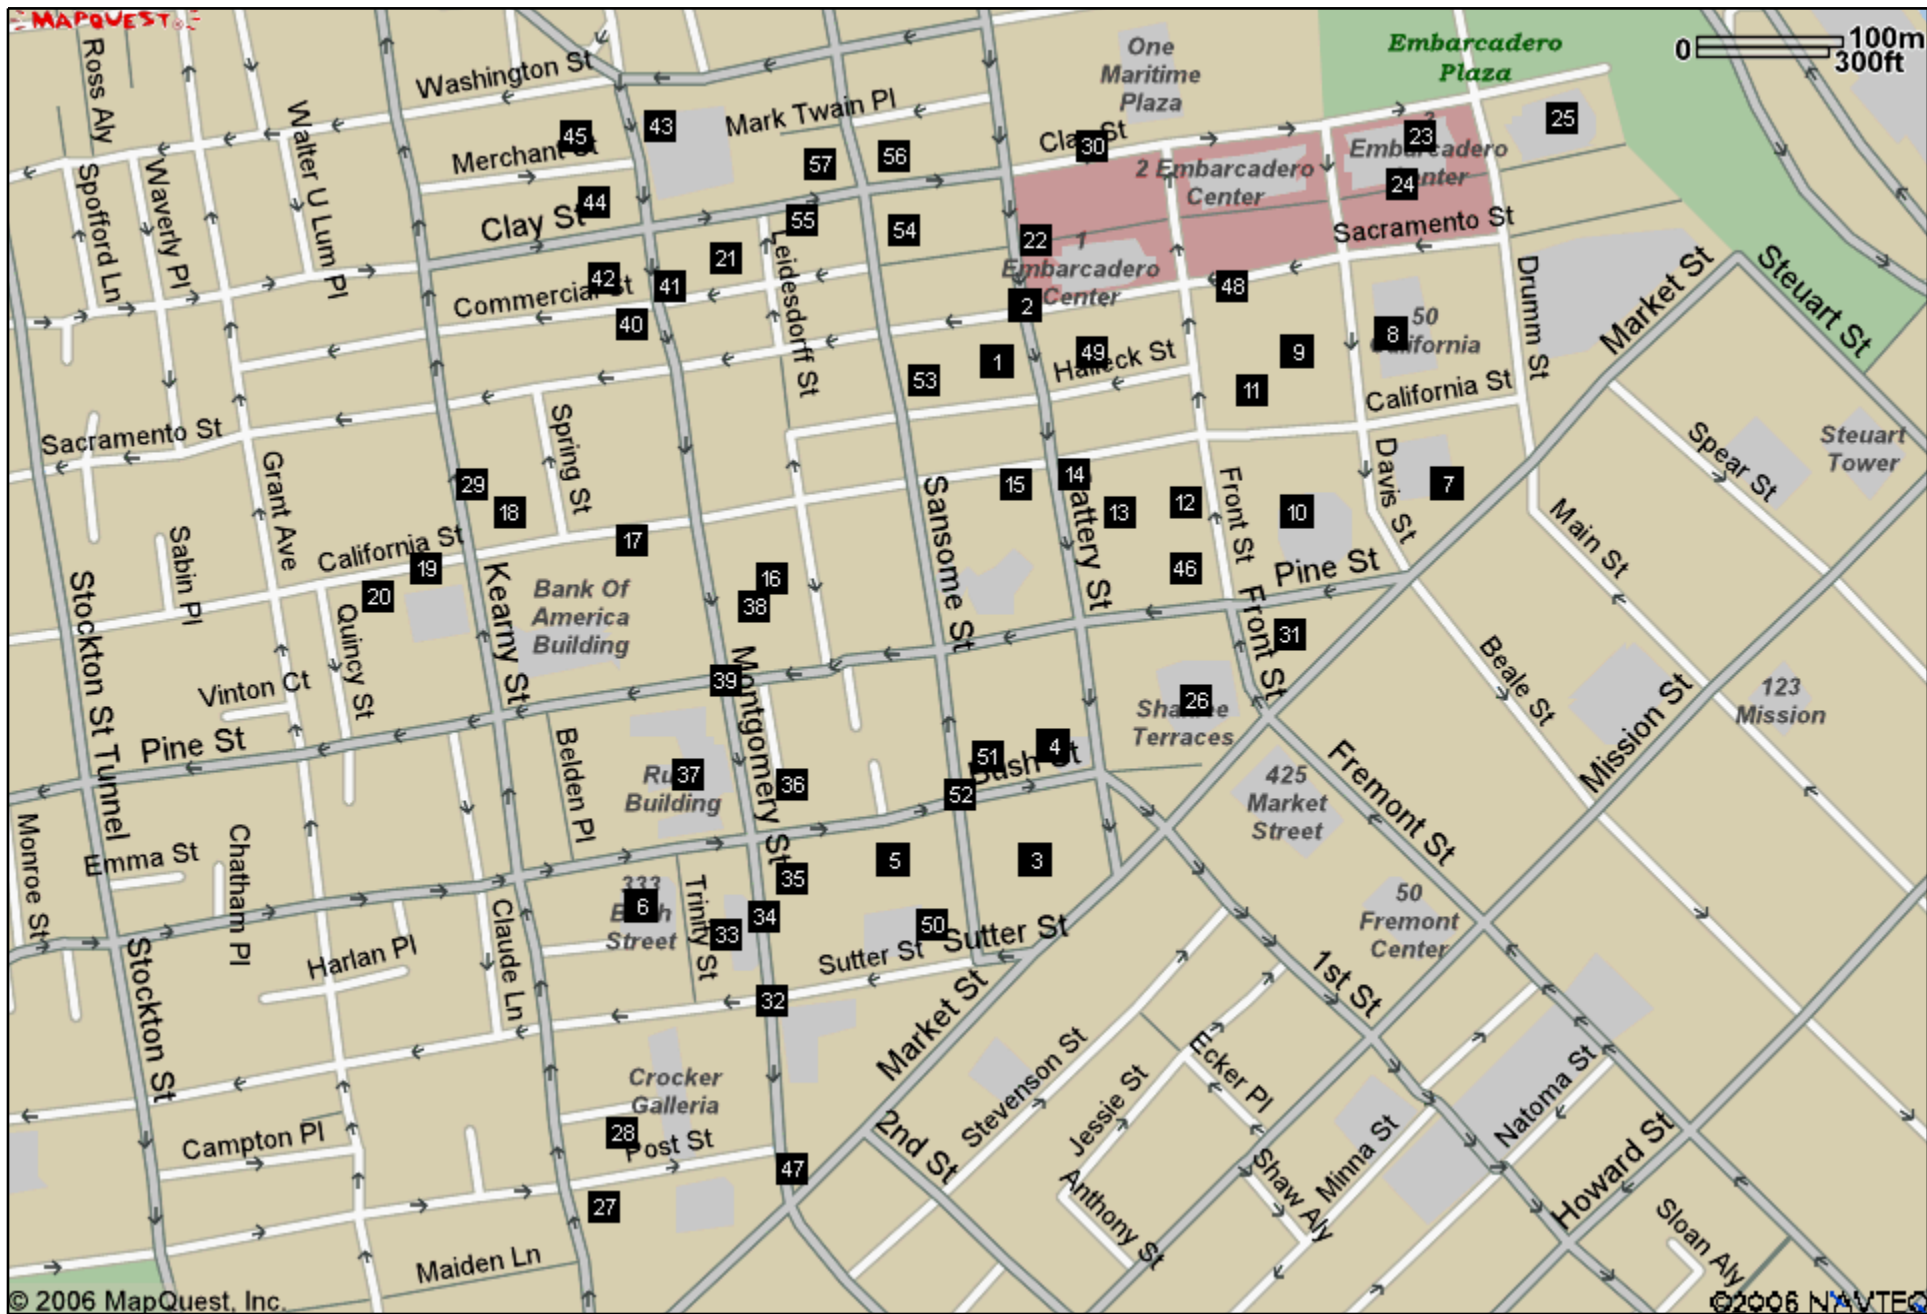 MAPQUEST
Embarcadero
Plaza
0
100m
300ft
One
Maritime
Plaza
Washington St
Mark Twain Pl
Ross Aly
Walter U Lum Pl
45
43
Merchant St
57
56
Clay St
30
23
25
2 Embarcadero
Center
Embarcadero
24
Spofford Ln
Waverly Pl
44
Clay St
55
54
Sacramento St
22
1
Embarcadero
Center
21
Leidesdorff St
42
41
Commercial St
40
2
48
50
California
8
Drumm St
Market St
Steuart St
1
49
Halleck St
9
53
11
California St
Sacramento St
Spring St
Grant Ave
29
18
17
15
14
13
12
10
Davis St
7
Spear St
Steuart
Tower
Sansome St
Battery St
Front St
California St
19
20
Sabin Pl
Quincy St
Kearny St
Bank Of
America
Building
16
38
46
Pine St
Main St
Stockton St Tunnel
Front St
31
Vinton Ct
39
Montgomery St
26
Terraces
Beale St
Mission St
123
Mission
Pine St
Belden Pl
37
Building
36
51
4
Bush St
52
425
Market
Street
Fremont St
Monroe St
Emma St
Chatham Pl
5
3
35
333
Bush
Street
6
Trinity St
34
33
50
Sutter St
Sutter St
50
Fremont
Center
Claude Ln
Harlan Pl
32
Market St
1st St
Stockton St
Crocker
Galleria
Stevenson St
Jessie St
Ecker Pl
Natoma St
Campton Pl
28
Post St
47
2nd St
Anthony St
Shaw Aly
Minna St
Howard St
27
Maiden Ln
Sloan Aly
© 2006 MapQuest, Inc.
©2006 NAVTEQ